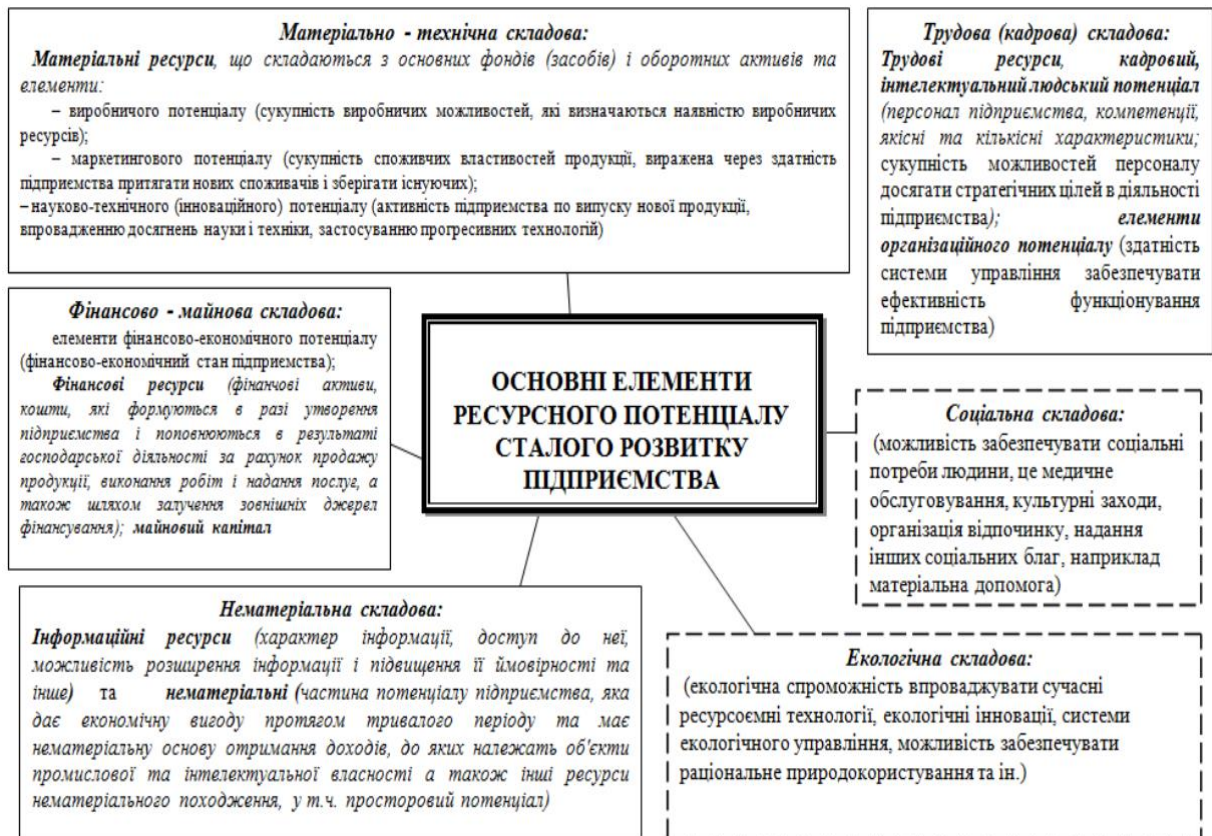 Матеріально - технічна складова:
Матеріальні ресурси, що складаються з основних фондів (засобів) і оборотних активів та
елементи:
– виробничого потенціалу (сукупність виробничих можливостей, які визначаються наявністю виробничих
ресурсів);
– маркетингового потенціалу (сукупність споживчих властивостей продукції, виражена через здатність
підприємства притягати нових споживачів і зберігати існуючих);
– науково-технічного (інноваційного) потенціалу (активність підприємства по випуску нової продукції,
впровадженню досягнень науки і техніки, застосуванню прогресивних технологій)
Трудова (кадрова) складова:
Трудові ресурси, кадровий,
інтелектуальний людський потенціал
(персонал підприємства, компетенції,
якісні та кількісні характеристики;
сукупність можливостей персоналу
досягати стратегічних цілей в діяльності
підприємства); елементи
організаційного потенціалу (здатність
системи управління забезпечувати
ефективність функціонування
підприємства)
Фінансово - майнова складова:
елементи фінансово-економічного потенціалу
(фінансово-економічний стан підприємства);
Фінансові ресурси (фінанчові активи,
кошти, які формуються в разі утворення
підприємства і поповнюються в результаті
господарської діяльності за рахунок продажу
продукції, виконання робіт і надання послуг, а
також шляхом залучення зовнішніх джерел
фінансування); майновий капітал
ОСНОВНІ ЕЛЕМЕНТИ
РЕСУРСНОГО ПОТЕНЦІАЛУ
СТАЛОГО РОЗВИТКУ
ПІДПРИЄМСТВА
Соціальна складова:
(можливість забезпечувати соціальні
потреби людини, це медичне
обслуговування, культурні заходи,
організація відпочинку, надання
інших соціальних благ, наприклад
матеріальна допомога)
Нематеріальна складова:
Інформаційні ресурси (характер інформації, доступ до неї,
можливість розширення інформації і підвищення її ймовірності та
інше) та нематеріальні (частина потенціалу підприємства, яка
дає економічну вигоду протягом тривалого періоду та має
нематеріальну основу отримання доходів, до яких належать об'єкти
промислової та інтелектуальної власності а також інші ресурси
нематеріального походження, у т.ч. просторовий потенціал)
Екологічна складова:
(екологічна спроможність впроваджувати сучасні
ресурсоємні технології, екологічні інновації, системи
екологічного управління, можливість забезпечувати
раціональне природокористування та ін.)